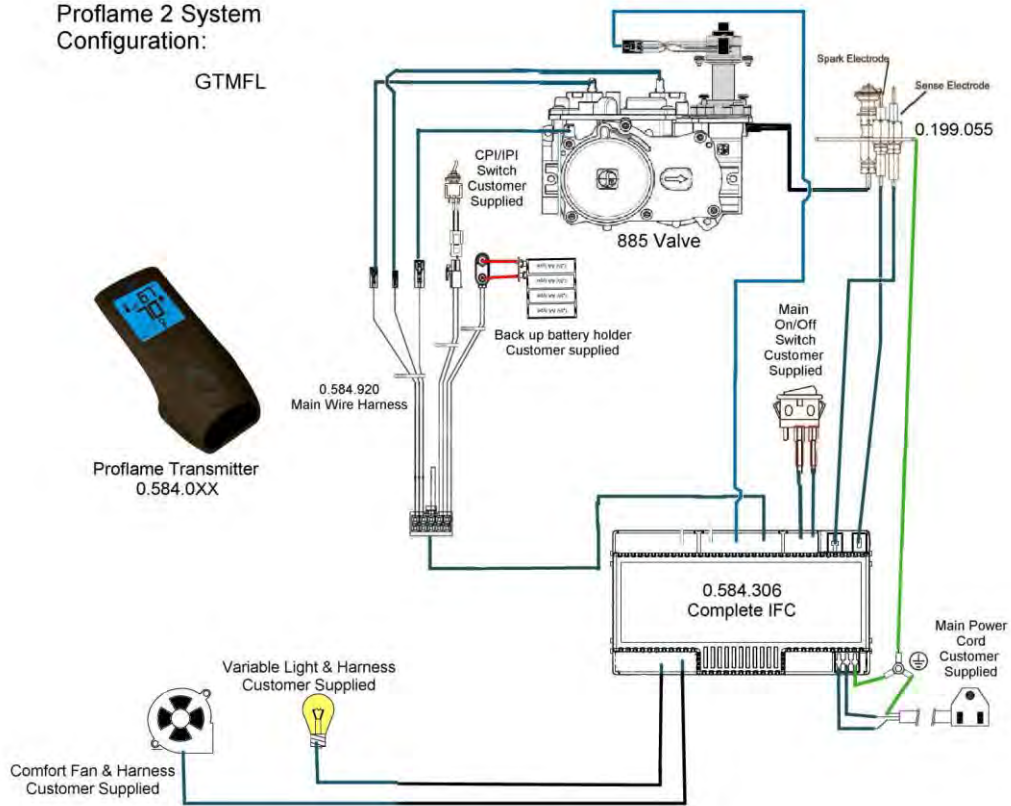 Proflame 2 System
Configuration:
GTMFL
Spark Electrode
Sense Electrode
0.199.055
CPI/IPI
Switch
Customer
Supplied
885 Valve
Back up battery holder
Customer supplied
Main
On/Off
Switch
Customer
Supplied
0.584.920
Main Wire Harness
67
70
Proflame Transmitter
0.584.0XX
0.584.306
Complete IFC
Main Power
Cord
Customer
Supplied
Variable Light & Harness
Customer Supplied
Comfort Fan & Harness
Customer Supplied